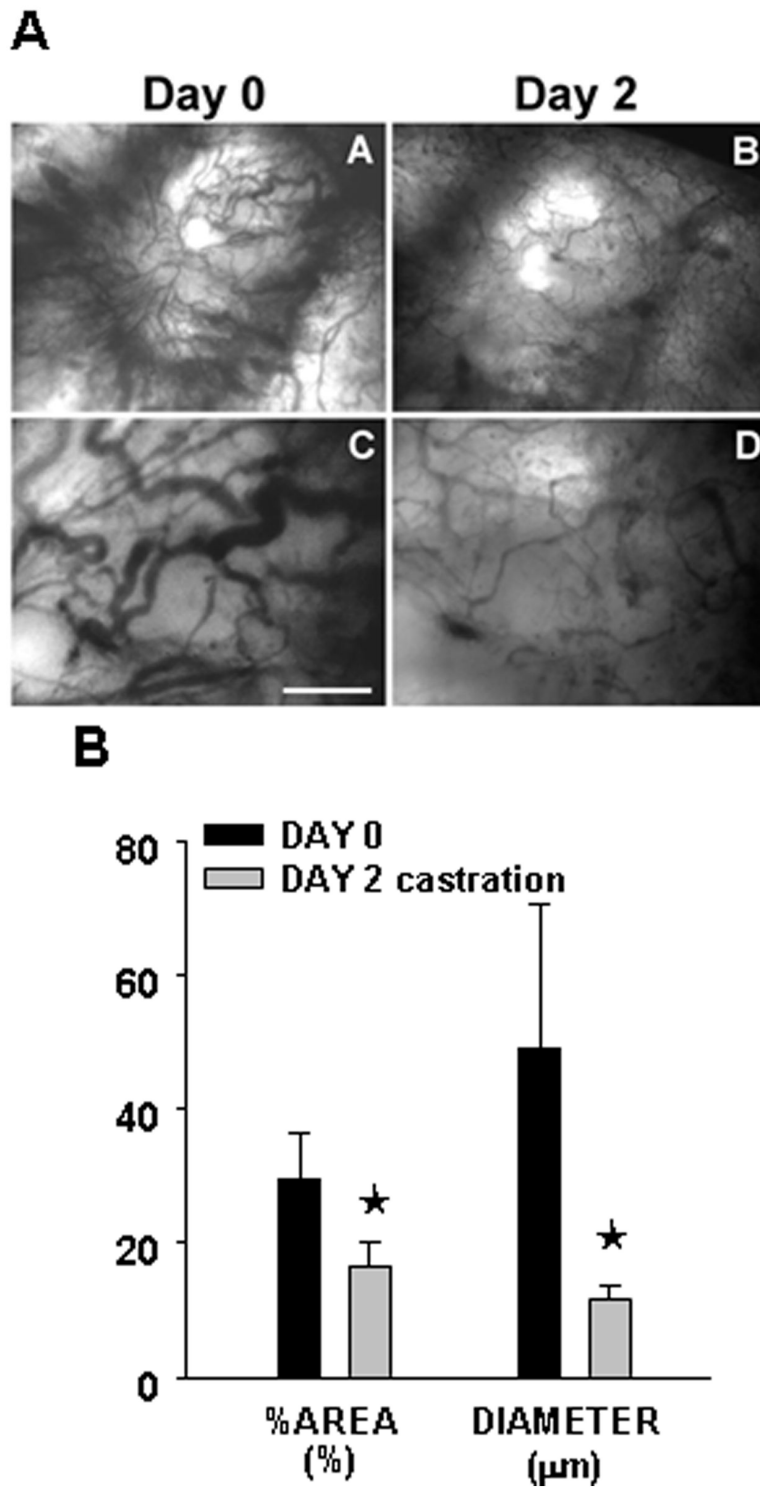 A
Day 0 Day 2
A B
C D
B
DAY 0
DAY 2 castration
80
60
40
20
0
%AREA DIAMETER
(%) (μm)